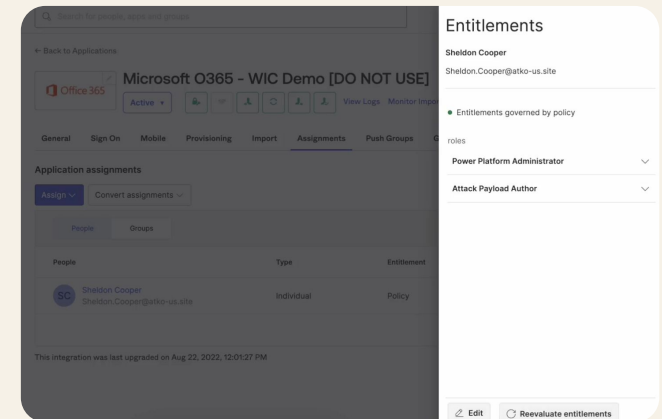 Search for people, apps and groups
← Back to Applications
Office 365
Microsoft O365 - WIC Demo [DO NOT USE]
Active
View Logs Monitor Impor
General Sign On Mobile Provisioning Import Assignments Push Groups G
Application assignments
Assign Convert assignments
People Groups
People Type Entitlement
SC Sheldon Cooper Individual Policy
Sheldon.Cooper@atko-us.site
This integration was last upgraded on Aug 22, 2022, 12:01:27 PM
Entitlements
Sheldon Cooper
Sheldon.Cooper@atko-us.site
Entitlements governed by policy
roles
Power Platform Administrator
Attack Payload Author
Edit Reevaluate entitlements